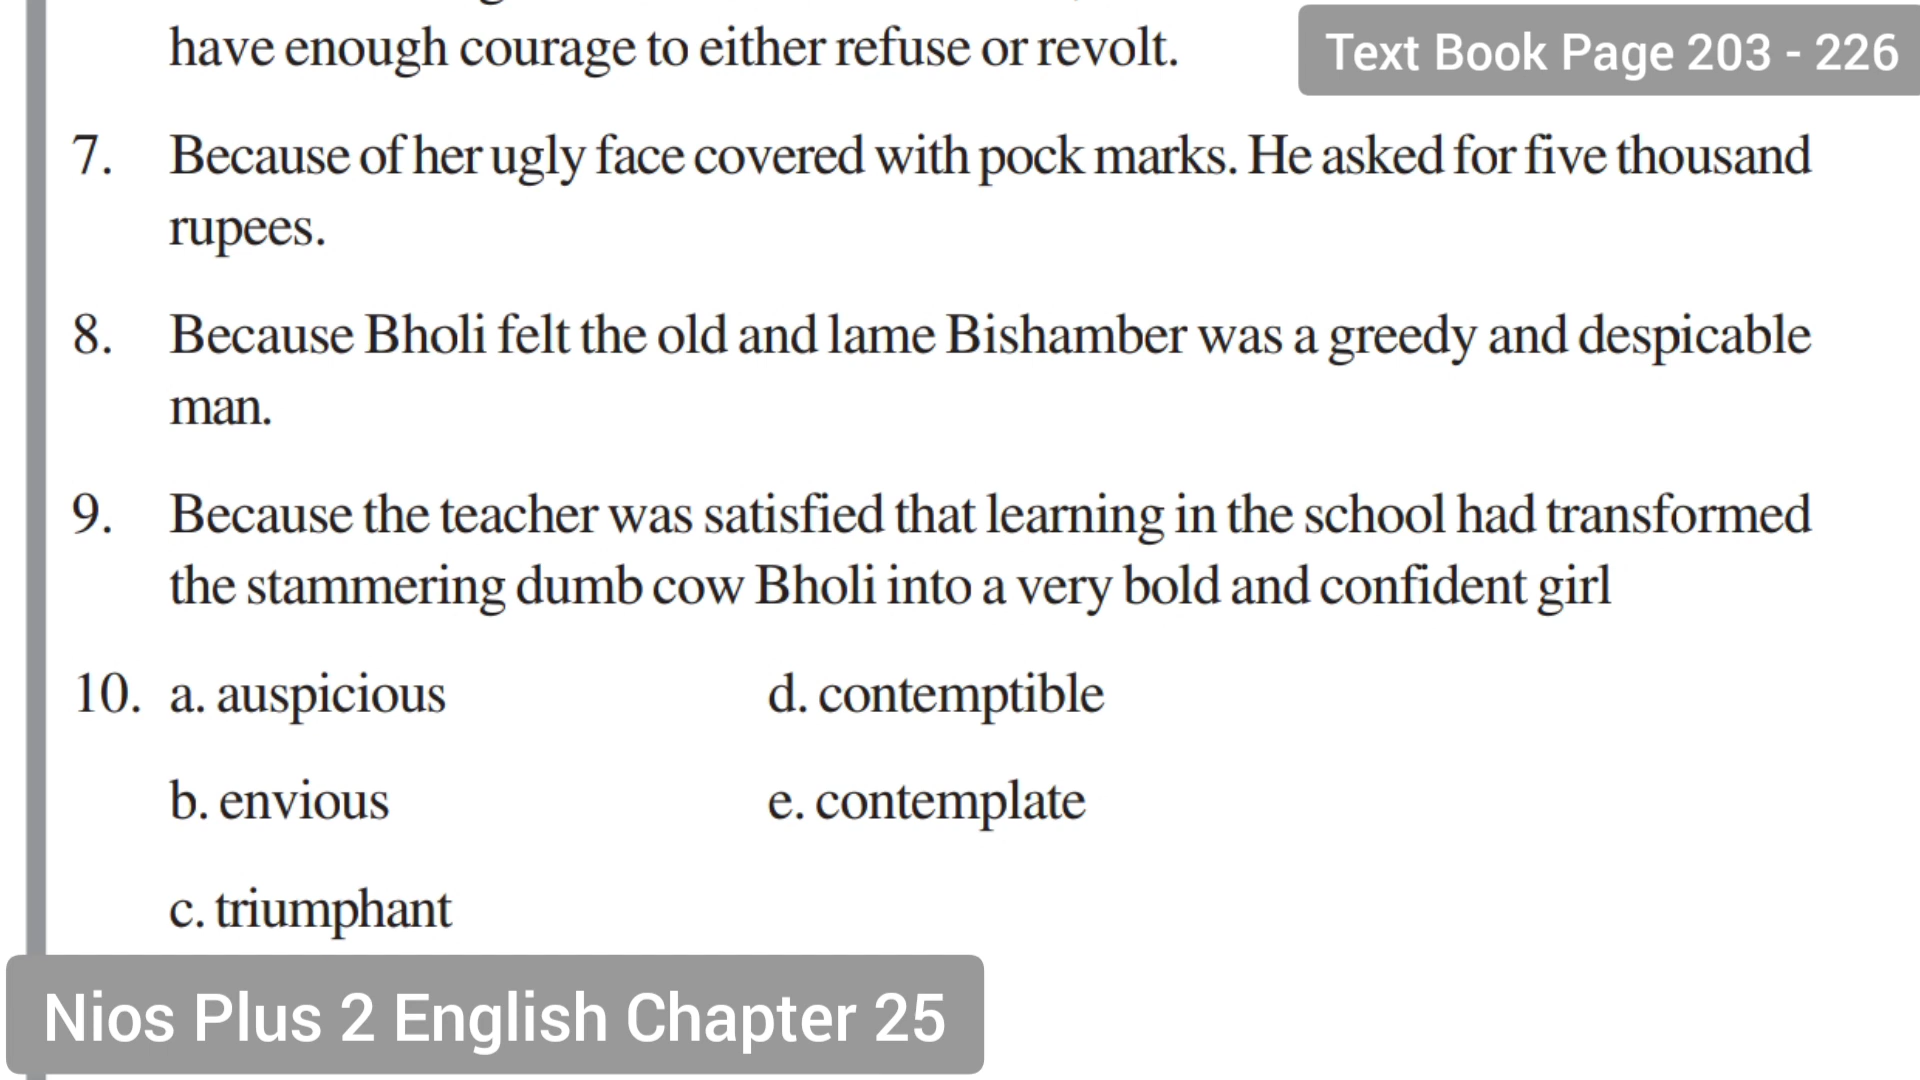 have enough courage to either refuse or revolt.
Text Book Page 203 - 226
7. Because of her ugly face covered with pock marks. He asked for five thousand
rupees.
8. Because Bholi felt the old and lame Bishamber was a greedy and despicable
man.
9. Because the teacher was satisfied that learning in the school had transformed
the stammering dumb cow Bholi into a very bold and confident girl
10. a. auspicious d. contemptible
b. envious e. contemplate
c. triumphant
Nios Plus 2 English Chapter 25